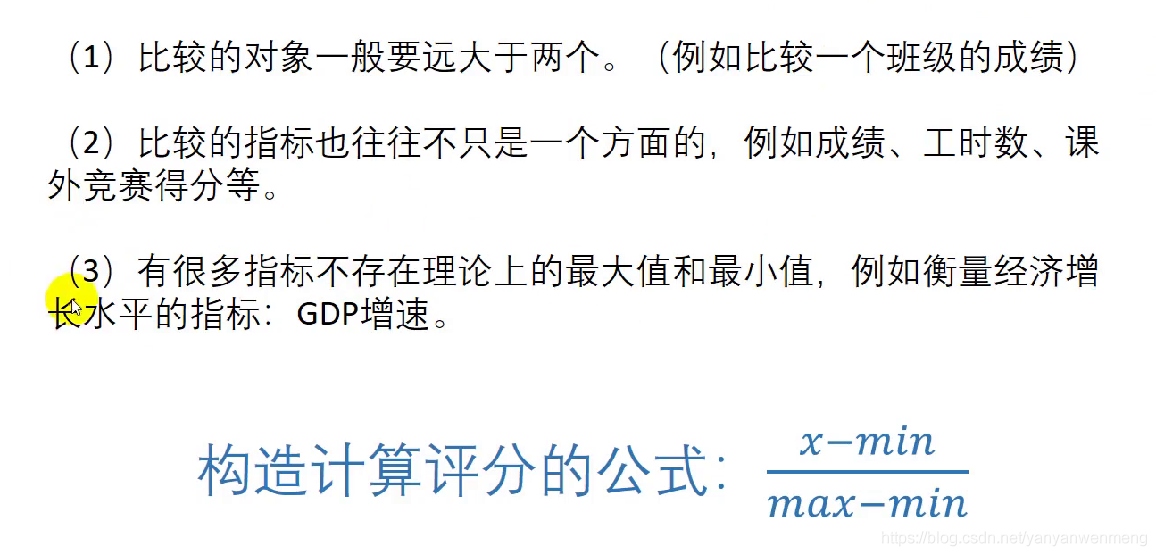 （1）比较的对象一般要远大于两个。（例如比较一个班级的成绩）
（2）比较的指标也往往不只是一个方面的，例如成绩、工时数、课
外竞赛得分等。
（3）有很多指标不存在理论上的最大值和最小值，例如衡量经济增
长水平的指标：GDP增速。
构造计算评分的公式：
x−min
max−min
https://blog.csdn.net/yanyanwenmeng